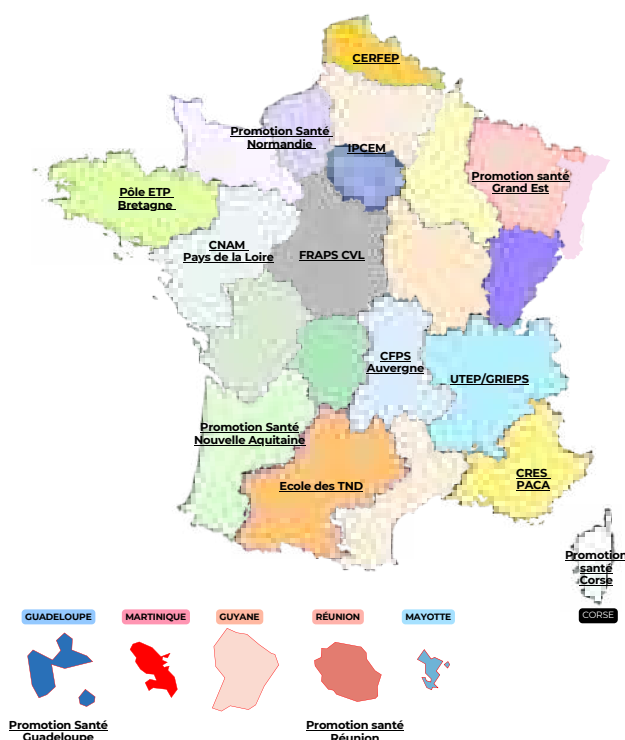 CERFEP
Promotion Santé
Normandie
IPCEM
Promotion santé
Grand Est
Pôle ETP
Bretagne
CNAM
Pays de la Loire
FRAPS CVL
CFPS
Auvergne
UTEP/GRIEPS
Promotion Santé
Nouvelle Aquitaine
Ecole des TND
CRES
PACA
Promotion
santé
Corse
CORSE
GUADELOUPE
MARTINIQUE
GUYANE
RÉUNION
MAYOTTE
Promotion Santé
Guadeloupe
Promotion santé
Réunion